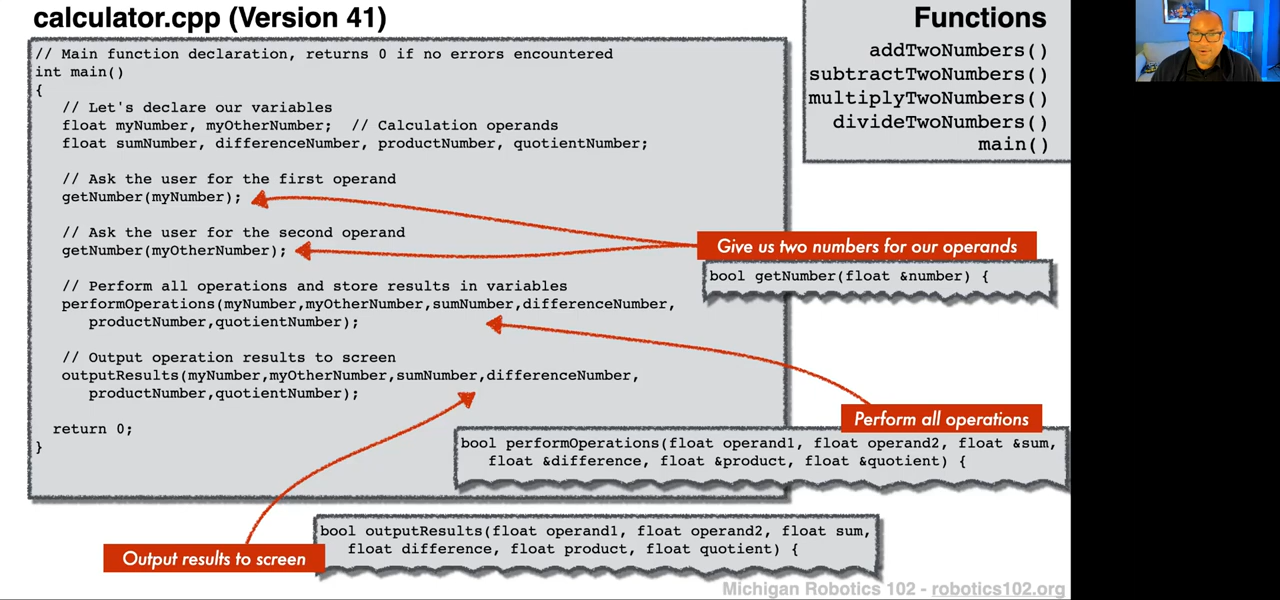 calculator.cpp (Version 41)
// Main function declaration, returns 0 if no errors encountered
int main()
{
// Let's declare our variables
float myNumber, myOtherNumber;  // Calculation operands
float sumNumber, differenceNumber, productNumber, quotientNumber;
// Ask the user for the first operand
getNumber(myNumber);
// Ask the user for the second operand
getNumber(myOtherNumber);
// Perform all operations and store results in variables
performOperations(myNumber,myOtherNumber,sumNumber,differenceNumber,
productNumber,quotientNumber);
// Output operation results to screen
outputResults(myNumber,myOtherNumber,sumNumber,differenceNumber,
productNumber,quotientNumber);
return 0;
}
Functions
addTwoNumbers()
subtractTwoNumbers()
multiplyTwoNumbers()
divideTwoNumbers()
main()
Give us two numbers for our operands
bool getNumber(float &number) {
Perform all operations
bool performOperations(float operand1, float operand2, float &sum,
float &difference, float &product, float &quotient) {
Output results to screen
bool outputResults(float operand1, float operand2, float sum,
float difference, float product, float quotient) {
Michigan Robotics 102 - robotics102.org